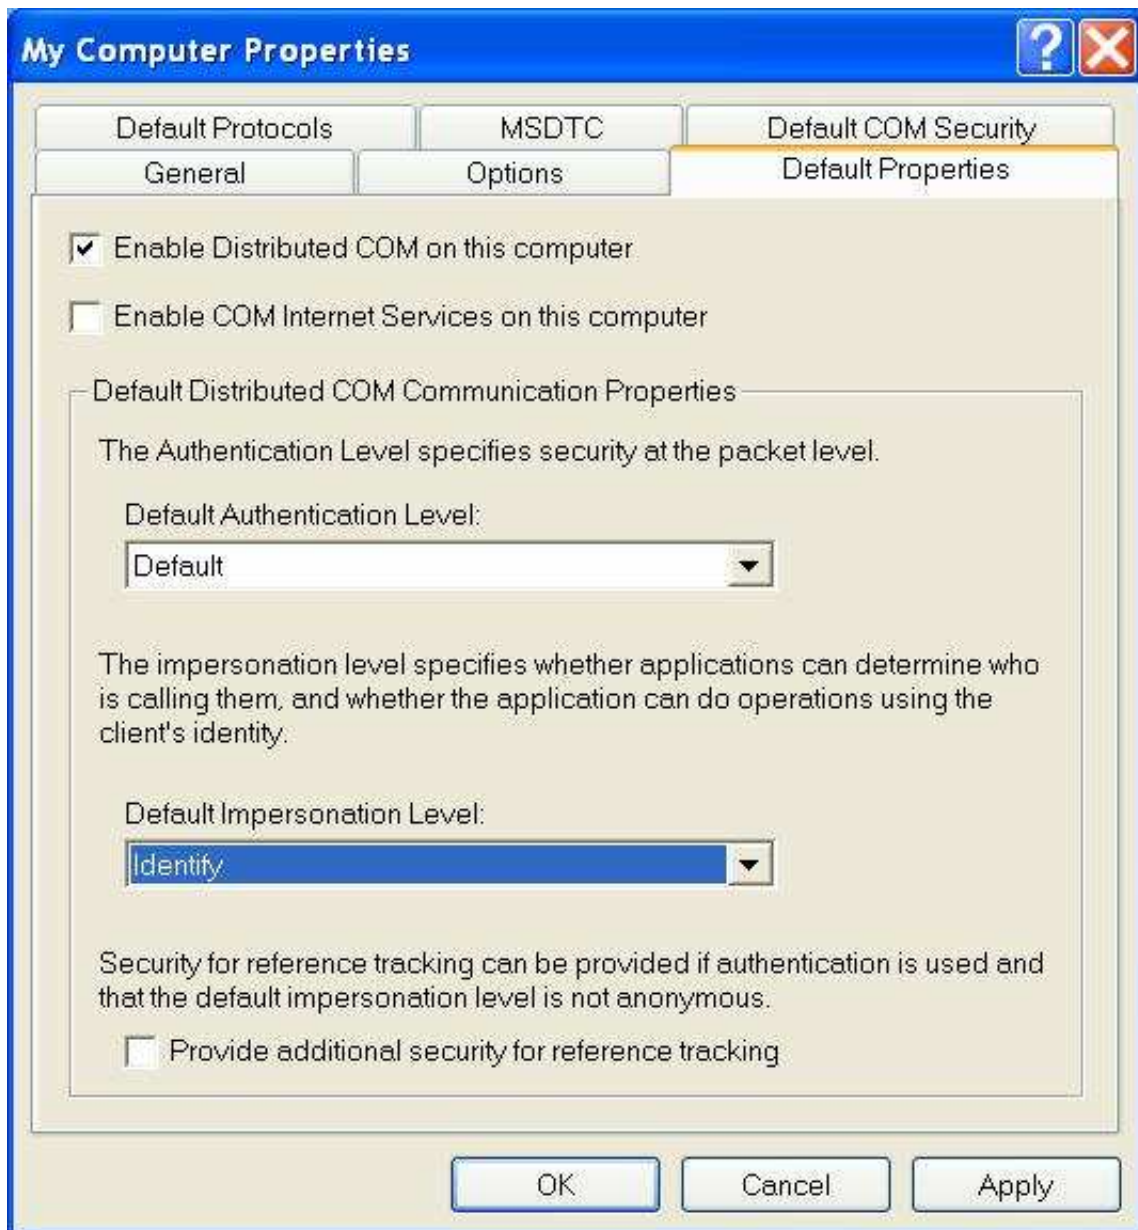 My Computer Properties
Default Protocols
MSDTC
Default COM Security
General
Options
Default Properties
Enable Distributed COM on this computer
Enable COM Internet Services on this computer
Default Distributed COM Communication Properties
The Authentication Level specifies security at the packet level.
Default Authentication Level:
Default
The impersonation level specifies whether applications can determine who
is calling them, and whether the application can do operations using the
client's identity.
Default Impersonation Level:
Identify
Security for reference tracking can be provided if authentication is used and
that the default impersonation level is not anonymous.
Provide additional security for reference tracking
OK
Cancel
Apply